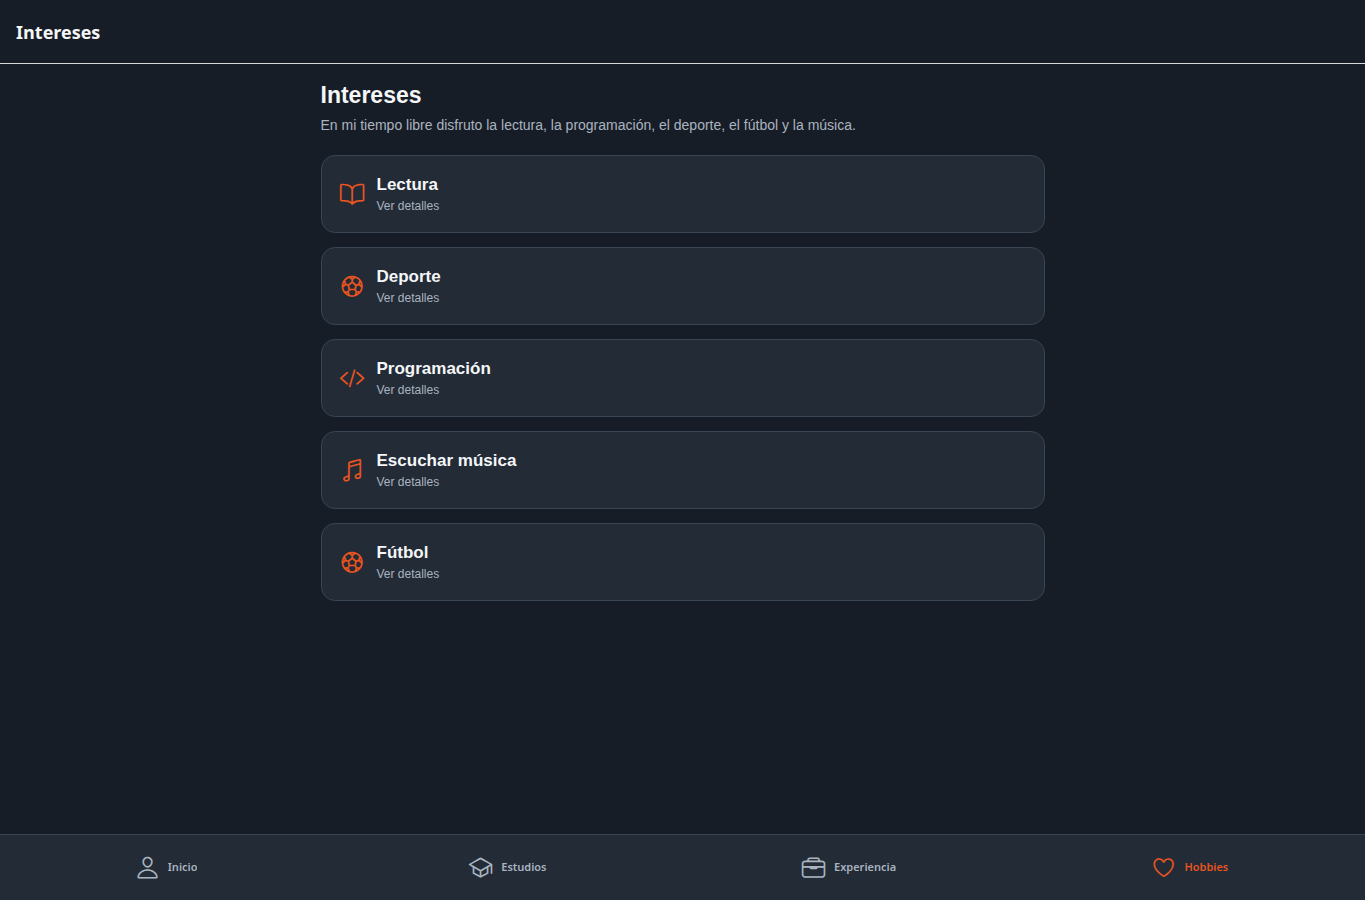 Intereses
Intereses
En mi tiempo libre disfruto la lectura, la programación, el deporte, el fútbol y la música.
Lectura
Ver detalles
Deporte
Ver detalles
Programación
Ver detalles
Escuchar música
Ver detalles
Fútbol
Ver detalles
Inicio
Estudios
Experiencia
Hobbies